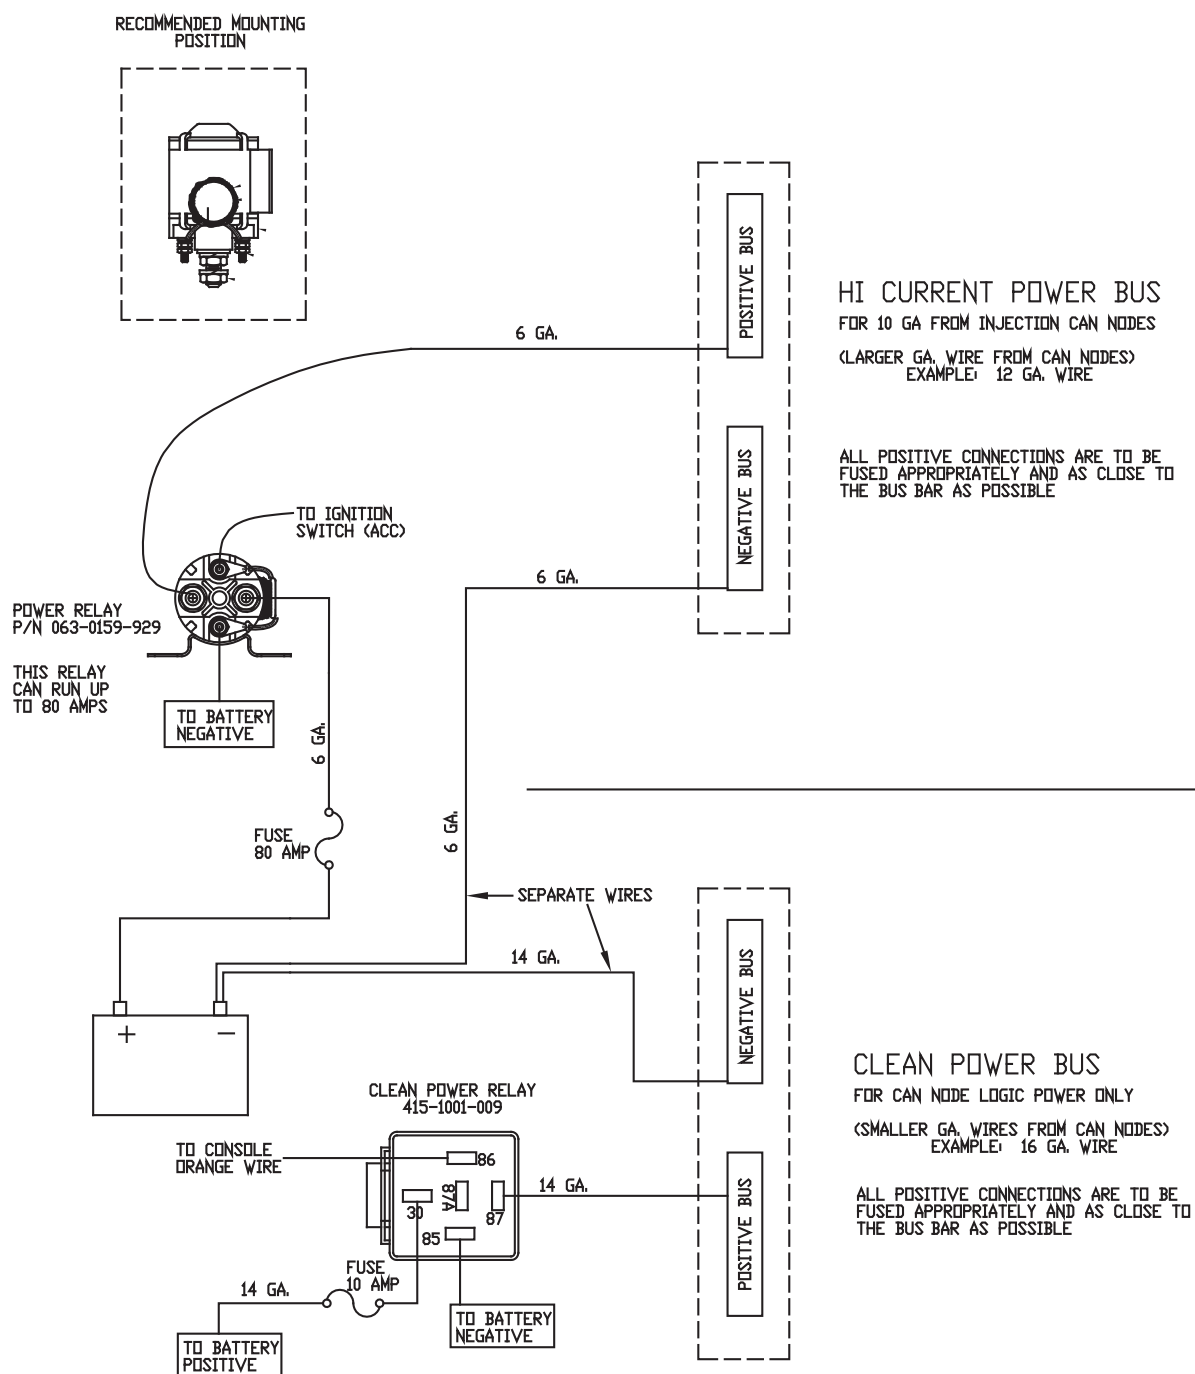 RECOMMENDED MOUNTING
POSITION
POSITIVE BUS
HI CURRENT POWER BUS
FOR 10 GA FROM INJECTION CAN NODES
(LARGER GA. WIRE FROM CAN NODES)
EXAMPLE: 12 GA. WIRE
6 GA.
ALL POSITIVE CONNECTIONS ARE TO BE
FUSED APPROPRIATELY AND AS CLOSE TO
THE BUS BAR AS POSSIBLE
NEGATIVE BUS
TO IGNITION
SWITCH (ACC)
6 GA.
POWER RELAY
P/N 063-0159-929
THIS RELAY
CAN RUN UP
TO 80 AMPS
TO BATTERY
NEGATIVE
6 GA.
6 GA.
FUSE
80 AMP
SEPARATE WIRES
14 GA.
NEGATIVE BUS
+ −
CLEAN POWER BUS
FOR CAN NODE LOGIC POWER ONLY
(SMALLER GA. WIRES FROM CAN NODES)
EXAMPLE: 16 GA. WIRE
CLEAN POWER RELAY
415-1001-009
TO CONSOLE
ORANGE WIRE
86
87A
30
87
85
14 GA.
POSITIVE BUS
ALL POSITIVE CONNECTIONS ARE TO BE
FUSED APPROPRIATELY AND AS CLOSE TO
THE BUS BAR AS POSSIBLE
FUSE
10 AMP
14 GA.
TO BATTERY
NEGATIVE
TO BATTERY
POSITIVE